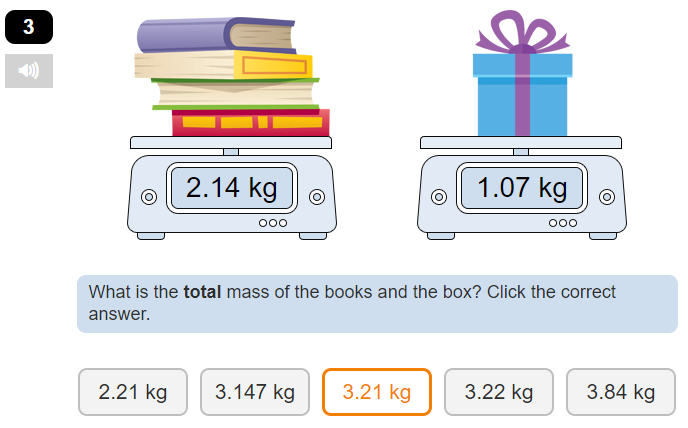 3
2.14 kg
1.07 kg
What is the total mass of the books and the box? Click the correct
answer.
2.21 kg
3.147 kg
3.21 kg
3.22 kg
3.84 kg